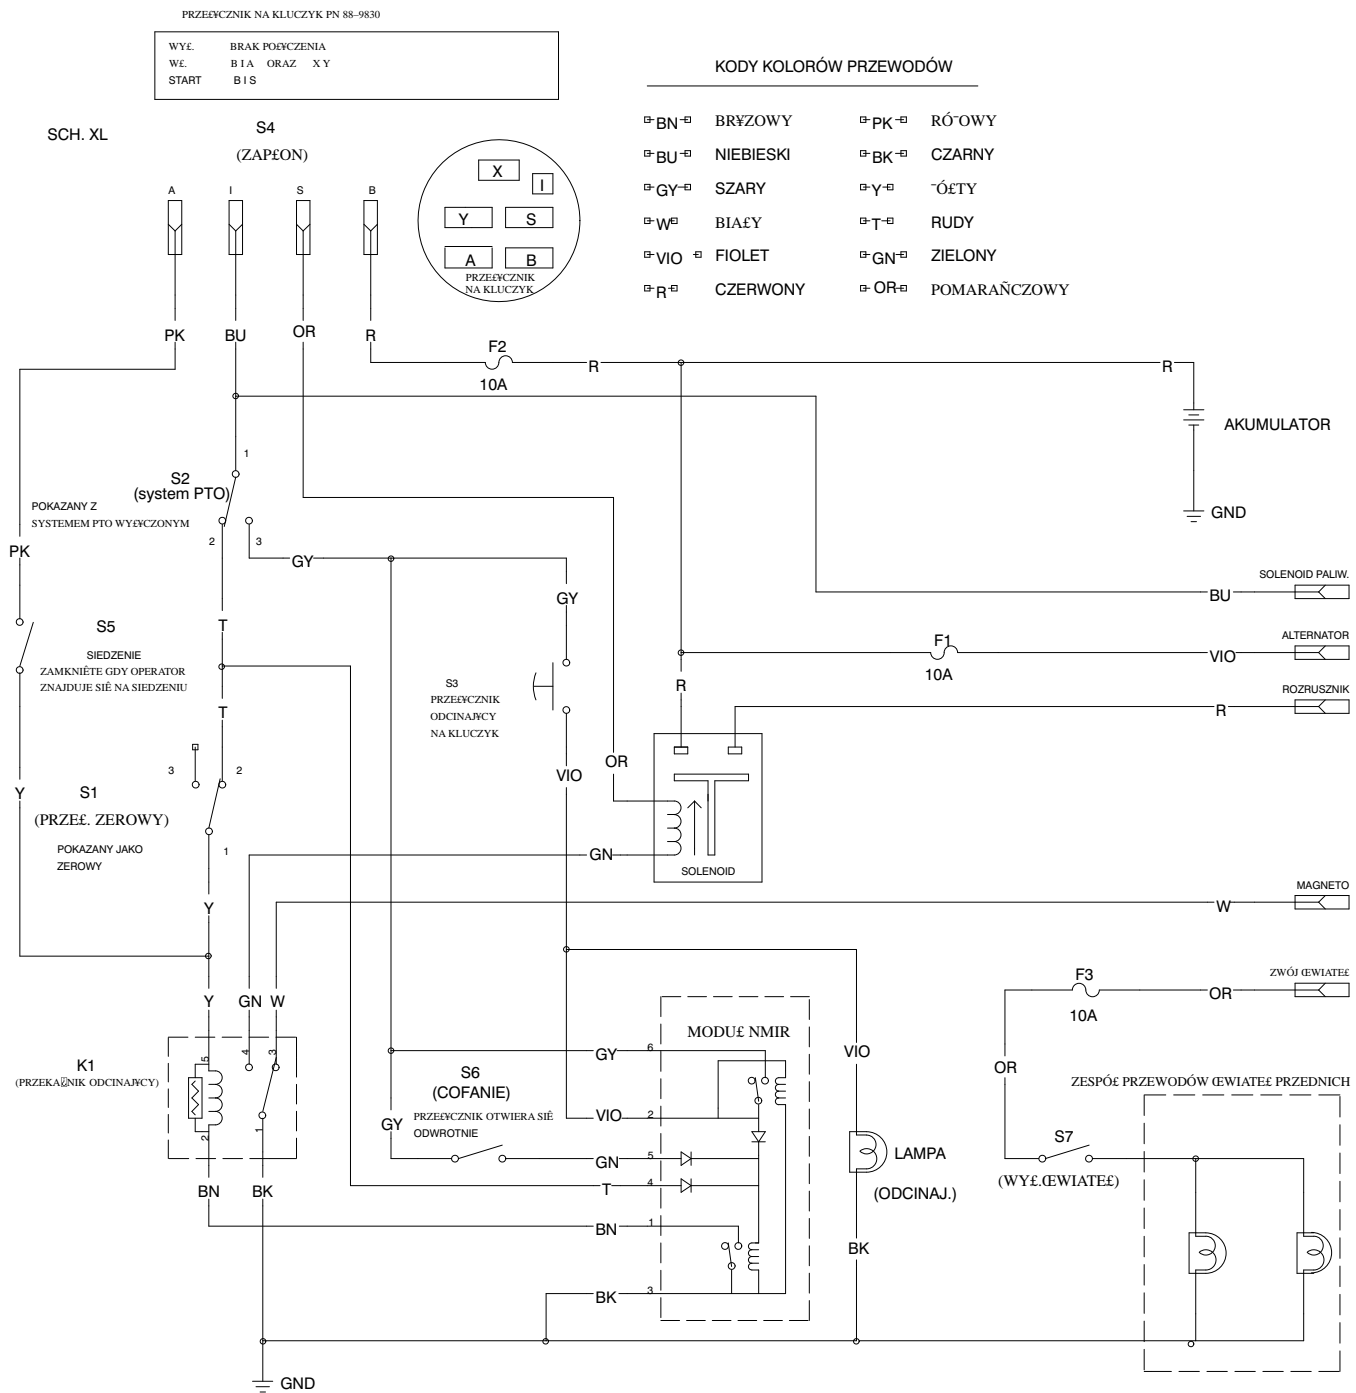 PRZE£¥CZNIK NA KLUCZYK PN 88–9830
WY£. BRAK PO£¥CZENIA
W£. B I A ORAZ X Y
START B I S
KODY KOLORÓW PRZEWODÓW
BN BR¥ZOWY PK RÓ¯OWY
BU NIEBIESKI BK CZARNY
GY SZARY Y ¯Ó£TY
W BIA£Y T RUDY
VIO FIOLET GN ZIELONY
R CZERWONY OR POMARAÑCZOWY
SCH. XL
S4
(ZAP£ON)
A I S B
X
I
Y S
A B
PRZE£¥CZNIK
NA KLUCZYK
PK BU OR R
F2
10A
R
R
AKUMULATOR
GND
1
S2
(system PTO)
POKAZANY Z
SYSTEMEM PTO WY£¥CZONYM
2 3
PK
GY
GY
SOLENOID PALIW.
BU
T
S5
SIEDZENIE
ZAMKNIÊTE GDY OPERATOR
ZNAJDUJE SIÊ NA SIEDZENIU
F1
10A
ALTERNATOR
VIO
S3
PRZE£¥CZNIK
ODCINAJ¥CY
NA KLUCZYK
R
ROZRUSZNIK
R
T
3 2
VIO
OR
Y
S1
(PRZE£. ZEROWY)
POKAZANY JAKO
ZEROWY
1
GN
SOLENOID
MAGNETO
W
Y
Y GN W
F3
10A
ZWÓJ ŒWIATE£
OR
OR
K1
(PRZEKANIK ODCINAJ¥CY)
5 4 3
2 1
BN BK
MODU£ NMIR
GY 6
VIO
S6
(COFANIE)
PRZE£¥CZNIK OTWIERA SIÊ
ODWROTNIE
GY
VIO 2
GN 5
T 4
BN 1
BK 3
LAMPA
(ODCINAJ.)
BK
ZESPÓ£ PRZEWODÓW ŒWIATE£ PRZEDNICH
S7
(WY£.ŒWIATE£)
GND